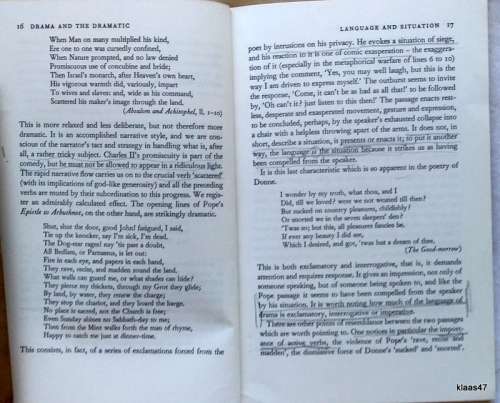 16 DRAMA AND THE DRAMATIC
When Man on many multiplied his kind,
Ere one to one was cursedly confined,
When Nature prompted, and no law denied
Promiscuous use of concubine and bride;
Then Israel's monarch, after Heaven's own heart,
His vigorous warmth did, variously, impart
To wives and slaves: and, wide as his command,
Scattered his maker's image through the land.
(Absalom and Achitophel, ll. 1-10)
This is more relaxed and less deliberate, but not therefore more
dramatic. It is an accomplished narrative style, and we are con-
scious of the narrator's tact and strategy in handling what is, after
all, a rather tricky subject. Charles II's promiscuity is part of the
comedy, but he must not be allowed to appear in a ridiculous light.
The rapid narrative flow carries us on to the crucial verb 'scattered'
(with its implications of god-like generosity) and all the preceding
verbs are muted by their subordination to this progress. We regis-
ter an admirably calculated effect. The opening lines of Pope's
Epistle to Arbuthnot, on the other hand, are strikingly dramatic.
Shut, shut the door, good John! fatigued, I said,
Tie up the knocker, say I'm sick, I'm dead.
The Dog-star rages! nay 'tis past a doubt,
All Bedlam, or Parnassus, is let out:
Fire in each eye, and papers in each hand,
They rave, recite, and madden round the land.
What walls can guard me, or what shades can hide?
They pierce my thickets, through my Grot they glide;
By land, by water, they renew the charge;
They stop the chariot, and they board the barge.
No place is sacred, not the Church is free;
Even Sunday shines no Sabbath-day to me;
Then from the Mint walks forth the man of rhyme,
Happy to catch me just at dinner-time.
This consists, in fact, of a series of exclamations forced from the
LANGUAGE AND SITUATION 17
poet by intrusions on his privacy. He evokes a situation of siege,
and his reaction to it is one of comic exasperation - the exaggera-
tion of it (especially in the metaphorical warfare of lines 6 to 10)
implying the comment, 'Yes, you may well laugh, but this is the
way I am driven to express myself.' The outburst seems to invite
the response, 'Come, it can't be as bad as all that!' to be followed
by, 'Oh can't it? just listen to this then!' The passage enacts rest-
less, desperate and exasperated movement, gesture and expression,
to be concluded, perhaps, by the speaker's exhausted collapse into
a chair with a helpless throwing apart of the arms. It does not, in
short, describe a situation, it presents or enacts it; to put it another
way, the language is the situation because it strikes us as having
been compelled from the speaker.
It is this last characteristic which is so apparent in the poetry of
Donne.
I wonder by my troth, what thou, and I
Did, till we loved? were we not weaned till then?
But sucked on country pleasures, childishly?
Or snorted we in the seven sleepers' den?
'Twas so; but this, all pleasures fancies be.
If ever any beauty I did see,
Which I desired, and got, 'twas but a dream of thee.
(The Good-morrow)
This is both exclamatory and interrogative, that is, it demands
attention and requires response. It gives an impression, not only of
someone speaking, but of someone being spoken to, and like the
Pope passage it seems to have been compelled from the speaker
by his situation. It is worth noting how much of the language of
drama is exclamatory, interrogative or imperative.
There are other points of resemblance between the two passages
which are worth pointing to. One notices in particular the import-
ance of active verbs, the violence of Pope's 'rave, recite and
madden', the dismissive force of Donne's 'sucked' and 'snorted'.
klaas47